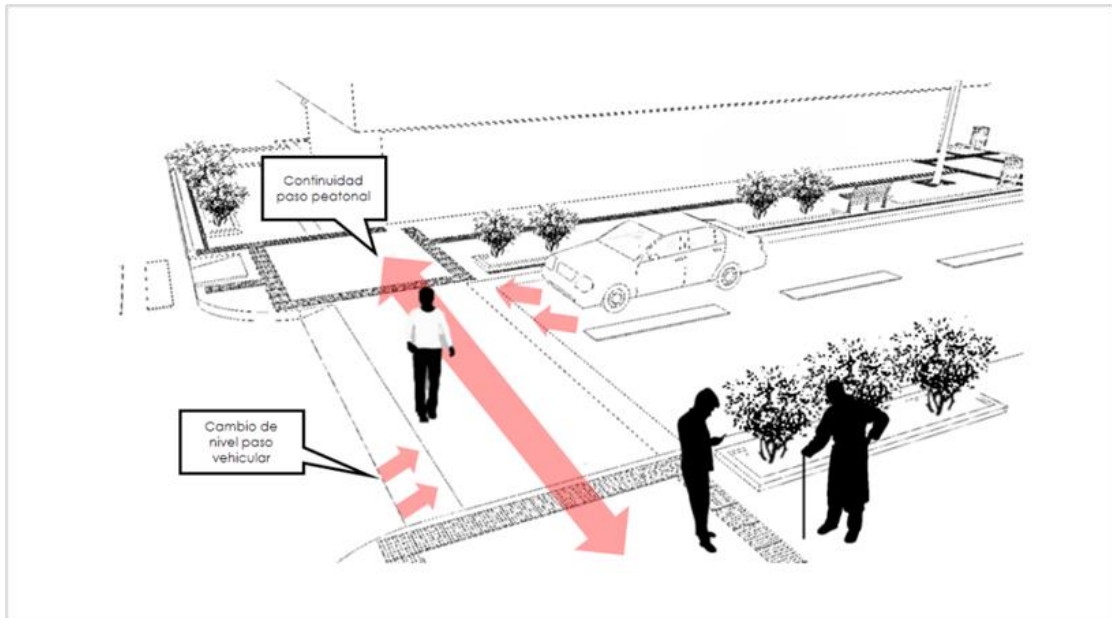 Continuidad
paso peatonal
Cambio de
nivel paso
vehicular